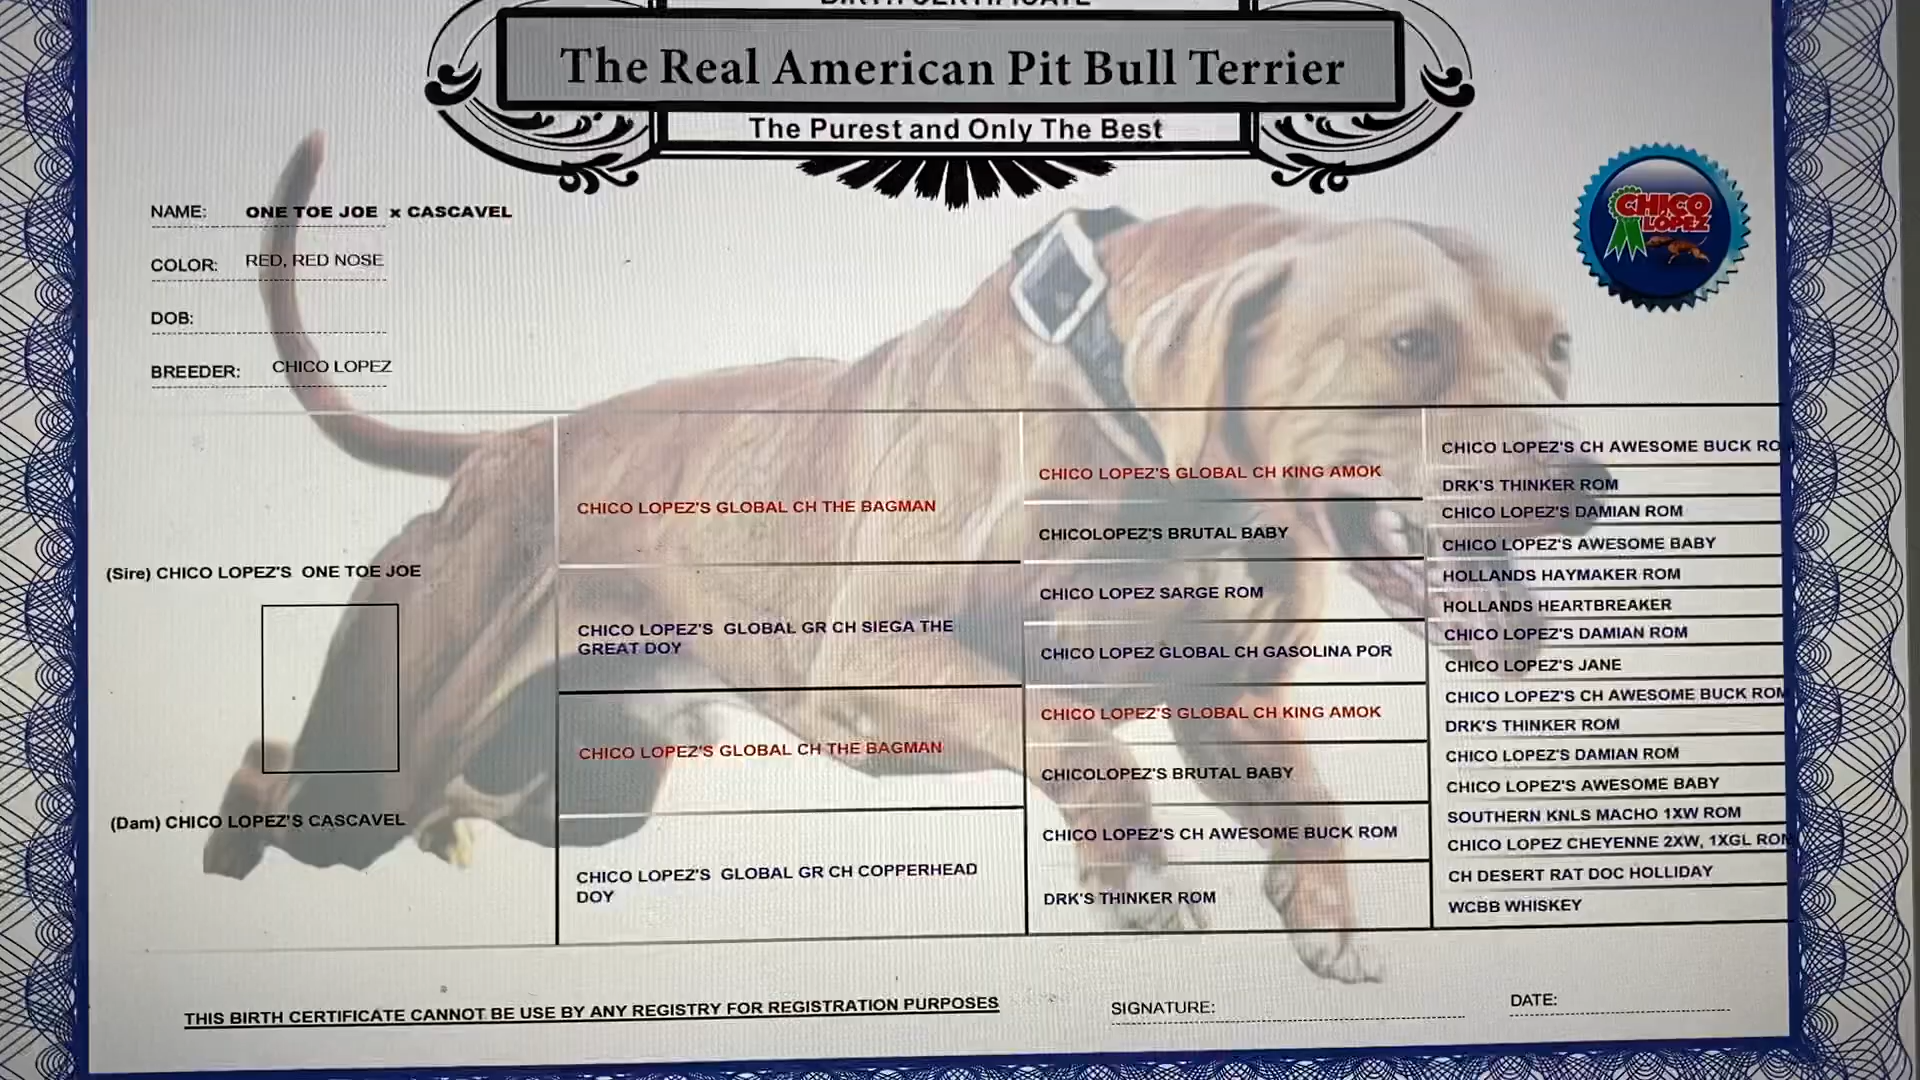 BIRTH CERTIFICATE
The Real American Pit Bull Terrier
The Purest and Only The Best
CHICO
LOPEZ
NAME: ONE TOE JOE x CASCAVEL
COLOR: RED, RED NOSE
DOB:
BREEDER: CHICO LOPEZ
(Sire) CHICO LOPEZ'S ONE TOE JOE
(Dam) CHICO LOPEZ'S CASCAVEL
CHICO LOPEZ'S GLOBAL CH THE BAGMAN
CHICO LOPEZ'S GLOBAL GR CH SIEGA THE
GREAT DOY
CHICO LOPEZ'S GLOBAL CH THE BAGMAN
CHICO LOPEZ'S GLOBAL GR CH COPPERHEAD
DOY
CHICO LOPEZ'S GLOBAL CH KING AMOK
CHICOLOPEZ'S BRUTAL BABY
CHICO LOPEZ SARGE ROM
CHICO LOPEZ GLOBAL CH GASOLINA POR
CHICO LOPEZ'S GLOBAL CH KING AMOK
CHICOLOPEZ'S BRUTAL BABY
CHICO LOPEZ'S CH AWESOME BUCK ROM
DRK'S THINKER ROM
CHICO LOPEZ'S CH AWESOME BUCK ROM
DRK'S THINKER ROM
CHICO LOPEZ'S DAMIAN ROM
CHICO LOPEZ'S AWESOME BABY
HOLLANDS HAYMAKER ROM
HOLLANDS HEARTBREAKER
CHICO LOPEZ'S DAMIAN ROM
CHICO LOPEZ'S JANE
CHICO LOPEZ'S CH AWESOME BUCK ROM
DRK'S THINKER ROM
CHICO LOPEZ'S DAMIAN ROM
CHICO LOPEZ'S AWESOME BABY
SOUTHERN KNLS MACHO 1XW ROM
CHICO LOPEZ CHEYENNE 2XW, 1XGL ROM
CH DESERT RAT DOC HOLLIDAY
WCBB WHISKEY
THIS BIRTH CERTIFICATE CANNOT BE USE BY ANY REGISTRY FOR REGISTRATION PURPOSES
SIGNATURE:
DATE: